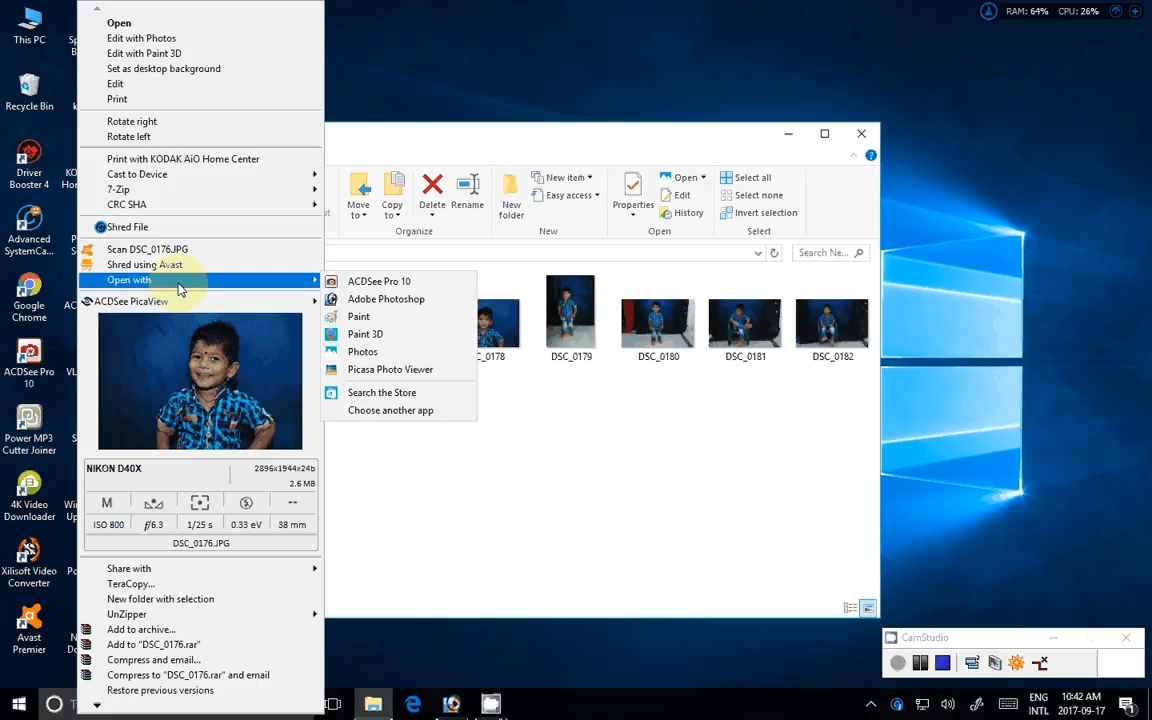 This PC
Recycle Bin
Driver
Booster 4
Advanced
SystemCa...
Google
Chrome
ACDSee Pro
10
Power MP3
Cutter Joiner
4K Video
Downloader
Xilisoft Video
Converter
Avast
Premier
Open
Edit with Photos
Edit with Paint 3D
Set as desktop background
Edit
Print
Rotate right
Rotate left
Print with KODAK AiO Home Center
Cast to Device
7-Zip
CRC SHA
Shred File
Scan DSC_0176.JPG
Shred using Avast
Open with
ACDSee PicaView
NIKON D40X
2896x1944x24b
2.6 MB
M
--
ISO 800
f/6.3
1/25 s
0.33 eV
38 mm
DSC_0176.JPG
Share with
TeraCopy...
New folder with selection
UnZipper
Add to archive...
Add to "DSC_0176.rar"
Compress and email...
Compress to "DSC_0176.rar" and email
Restore previous versions
ACDSee Pro 10
Adobe Photoshop
Paint
Paint 3D
Photos
Picasa Photo Viewer
Search the Store
Choose another app
Move
to
Copy
to
Delete
Rename
Organize
New
folder
New item
Easy access
New
Properties
Open
Edit
History
Open
Select all
Select none
Invert selection
Select
Search Ne...
C_0178
DSC_0179
DSC_0180
DSC_0181
DSC_0182
RAM: 64% CPU: 26%
CamStudio
ENG
INTL
10:42 AM
2017-09-17
1